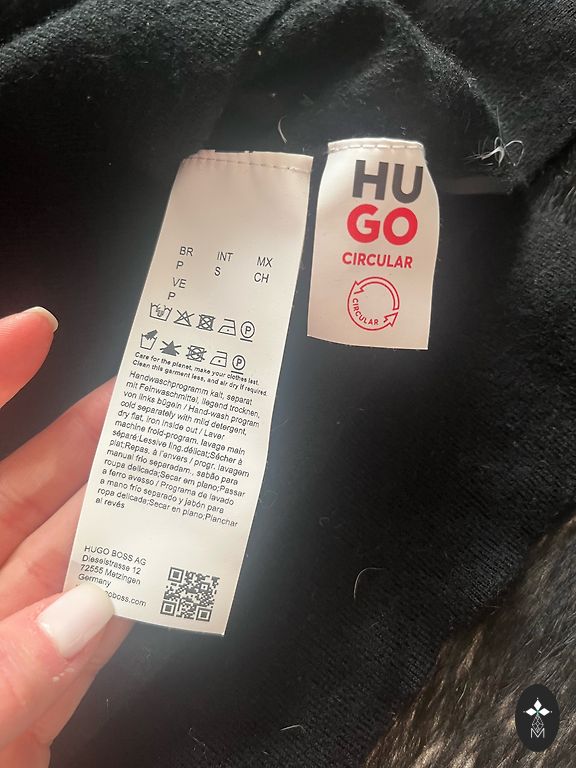 HU
GO
CIRCULAR
CIRCULAR
BR INT MX
P S CH
VE
P
P
P
Care for the planet, make your clothes last.
Clean this garment less, and air dry if required.
Handwaschprogramm kalt, separat
mit Feinwaschmittel, liegend trocknen,
von links bügeln / Hand-wash program
cold separately with mild detergent,
dry flat, iron inside out / Laver
machine froid-program. lavage main
séparé;Lessive ling.délicat;Sécher à
plat;Repas. à l'envers / progr. lavagem
manual frio separadam., sabão para
roupa delicada;Secar em plano;Passar
a ferro avesso / Programa de lavado
a mano frío separado y jabón para
ropa delicada;Secar en plano;Planchar
al revés
HUGO BOSS AG
Dieselstrasse 12
72555 Metzingen
Germany
goboss.com
M